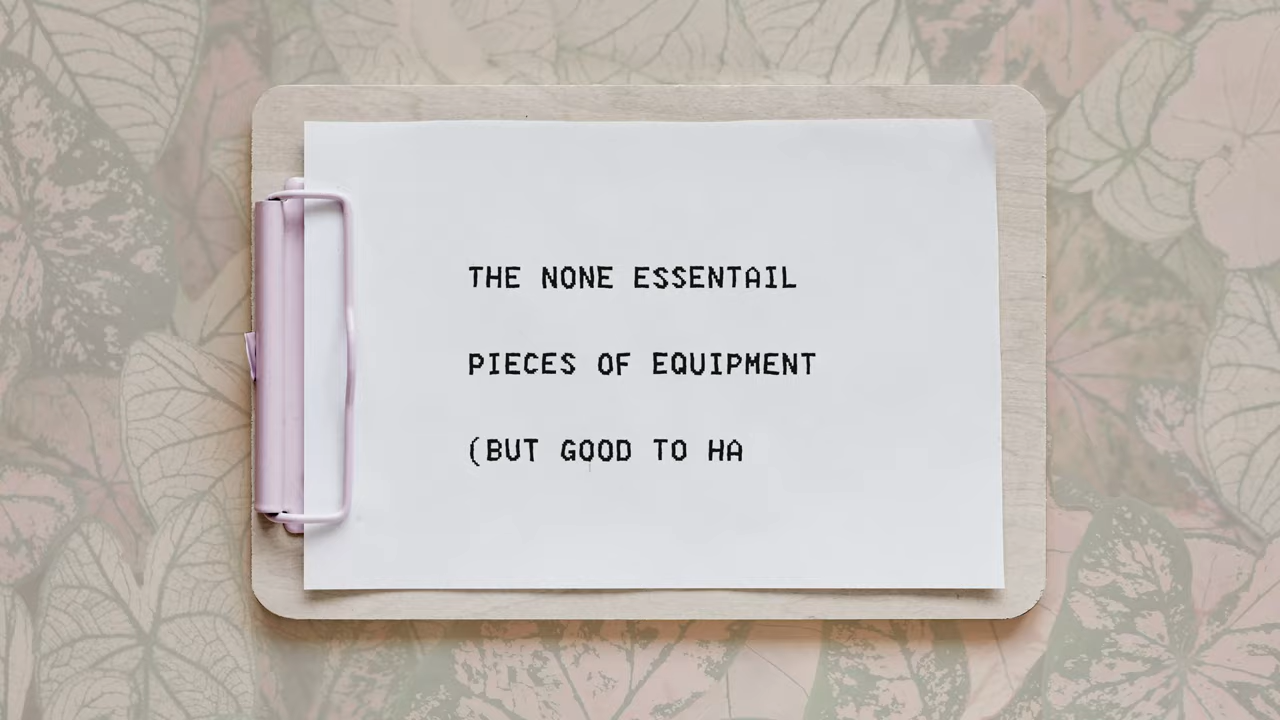 THE NONE ESSENTAIL
PIECES OF EQUIPMENT
(BUT GOOD TO HA